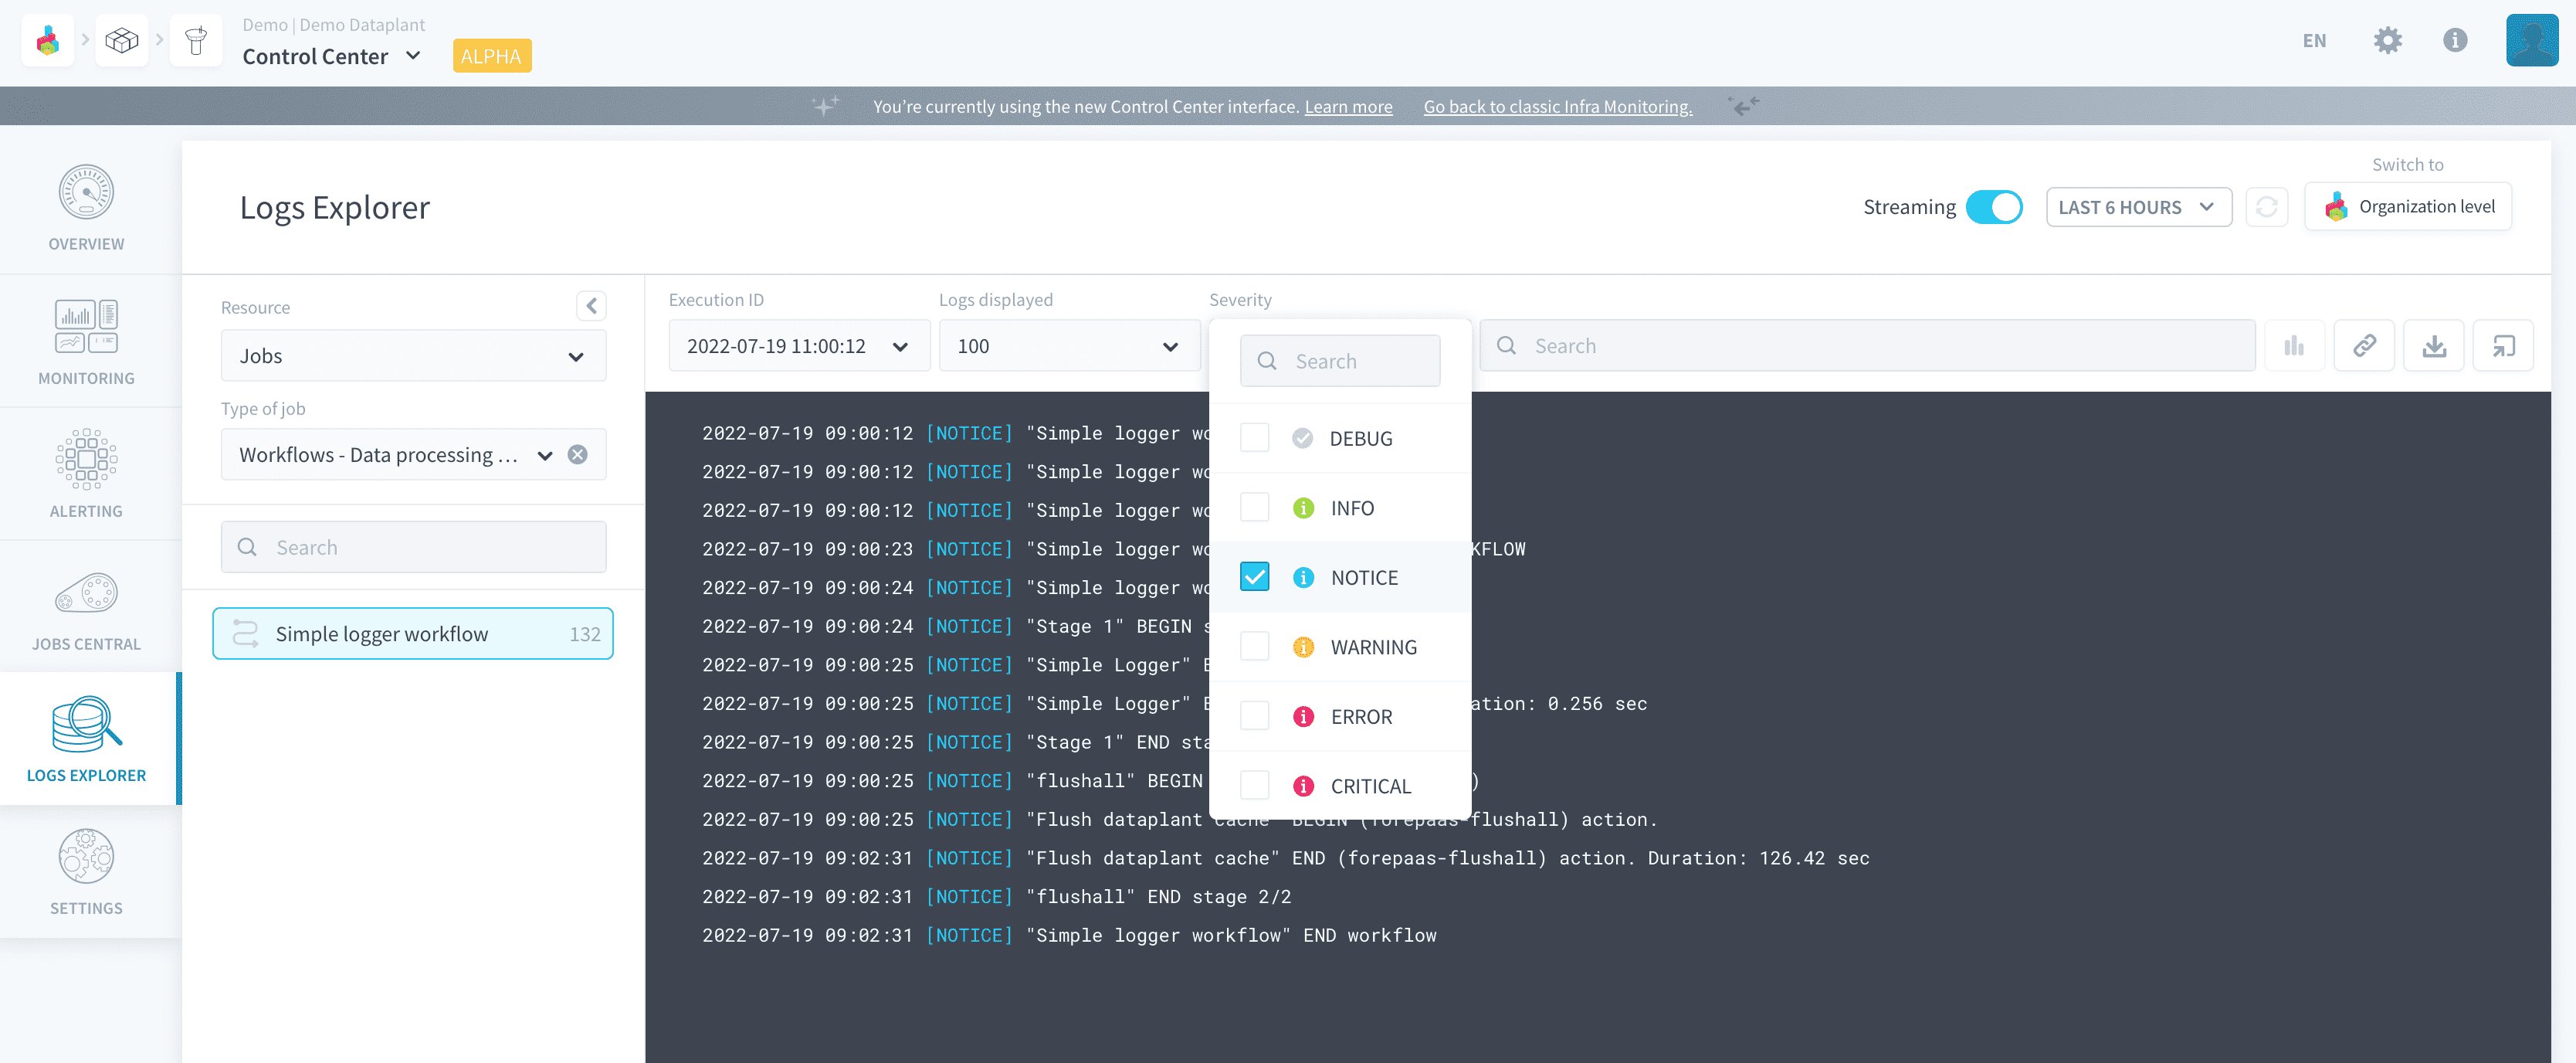 Demo | Demo Dataplant
Control Center
ALPHA
EN
You're currently using the new Control Center interface. Learn more
Go back to classic Infra Monitoring.
OVERVIEW
MONITORING
ALERTING
JOBS CENTRAL
LOGS EXPLORER
SETTINGS
Logs Explorer
Streaming
LAST 6 HOURS
Switch to
Organization level
Resource
Jobs
Type of job
Workflows - Data processing ...
Search
Simple logger workflow 132
Execution ID
2022-07-19 11:00:12
Logs displayed
100
Severity
Search
DEBUG
INFO
NOTICE
WARNING
ERROR
CRITICAL
Search
2022-07-19 09:00:12 [NOTICE] "Simple logger
2022-07-19 09:00:12 [NOTICE] "Simple logger
2022-07-19 09:00:12 [NOTICE] "Simple logger
2022-07-19 09:00:23 [NOTICE] "Simple logger KFLOW
2022-07-19 09:00:24 [NOTICE] "Simple logger
2022-07-19 09:00:24 [NOTICE] "Stage 1" BEGIN
2022-07-19 09:00:25 [NOTICE] "Simple Logger"
2022-07-19 09:00:25 [NOTICE] "Simple Logger" ation: 0.256 sec
2022-07-19 09:00:25 [NOTICE] "Stage 1" END
2022-07-19 09:00:25 [NOTICE] "flushall" BEGIN )
2022-07-19 09:00:25 [NOTICE] "Flush dataplant cache" BEGIN (forepaas-flushall) action.
2022-07-19 09:02:31 [NOTICE] "Flush dataplant cache" END (forepaas-flushall) action. Duration: 126.42 sec
2022-07-19 09:02:31 [NOTICE] "flushall" END stage 2/2
2022-07-19 09:02:31 [NOTICE] "Simple logger workflow" END workflow